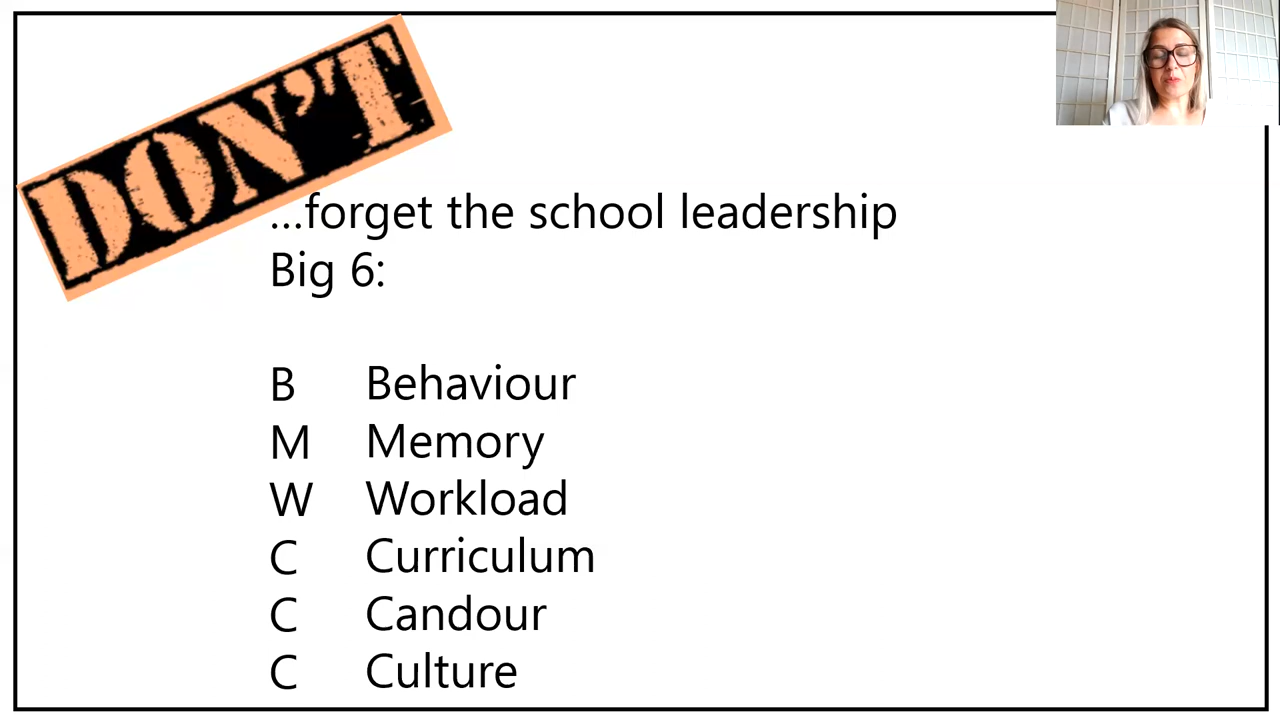 DON'T
...forget the school leadership
Big 6:
B Behaviour
M Memory
W Workload
C Curriculum
C Candour
C Culture